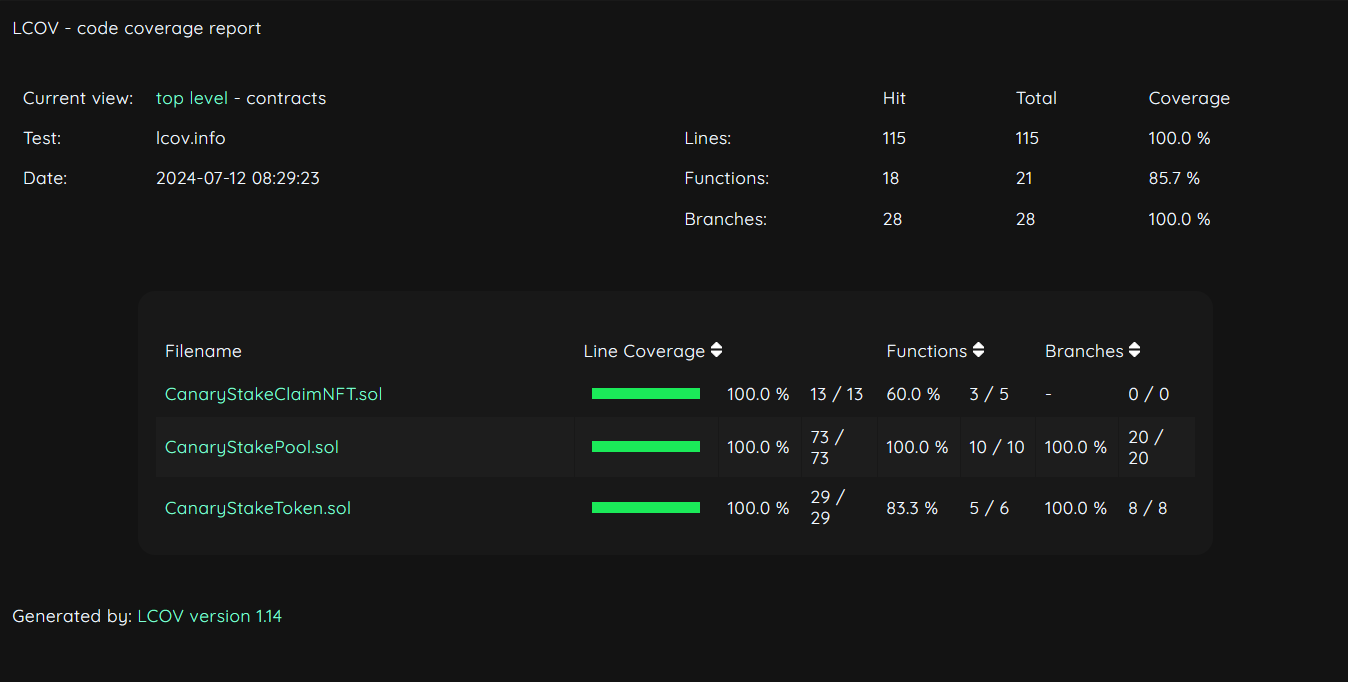 LCOV - code coverage report
Current view: top level - contracts Hit Total Coverage
Test: lcov.info Lines: 115 115 100.0 %
Date: 2024-07-12 08:29:23 Functions: 18 21 85.7 %
Branches: 28 28 100.0 %
Filename Line Coverage Functions Branches
CanaryStakeClaimNFT.sol 100.0 % 13 / 13 60.0 % 3 / 5 - 0 / 0
CanaryStakePool.sol 100.0 % 73 / 73 100.0 % 10 / 10 100.0 % 20 / 20
CanaryStakeToken.sol 100.0 % 29 / 29 83.3 % 5 / 6 100.0 % 8 / 8
Generated by: LCOV version 1.14